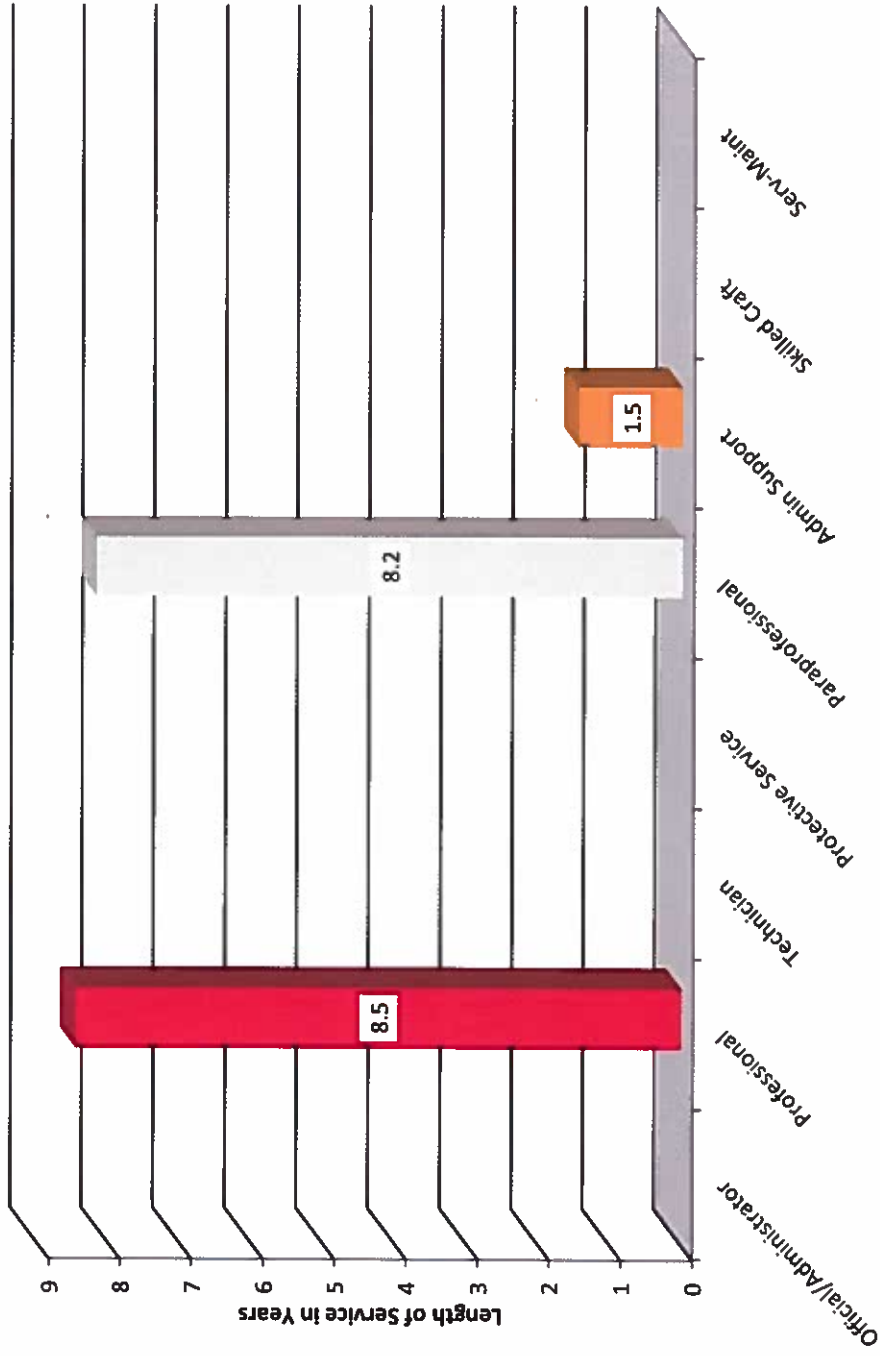 Length of Service in Years
9
8
7
6
5
4
3
2
1
0
8.5
8.2
1.5
Official/Administrator
Professional
Technician
Protective Service
Paraprofessional
Admin Support
Skilled Craft
Serv-Maint